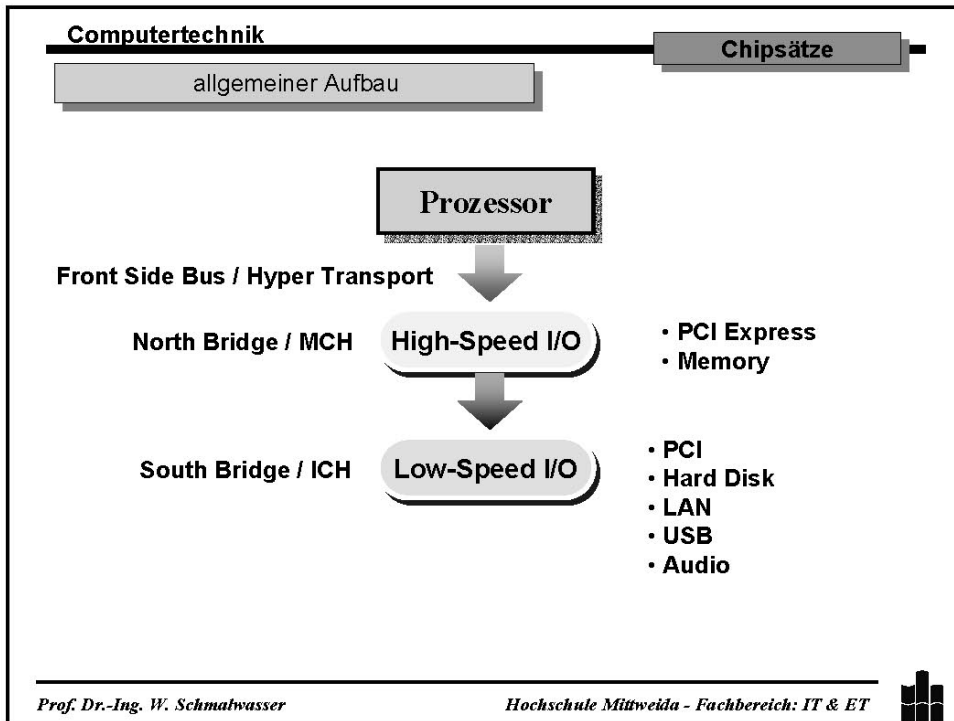 Computertechnik
Chipsätze
allgemeiner Aufbau
Prozessor
Front Side Bus / Hyper Transport
North Bridge / MCH
High-Speed I/O
• PCI Express
• Memory
South Bridge / ICH
Low-Speed I/O
• PCI
• Hard Disk
• LAN
• USB
• Audio
Prof. Dr.-Ing. W. Schmalwasser
Hochschule Mittweida - Fachbereich: IT & ET